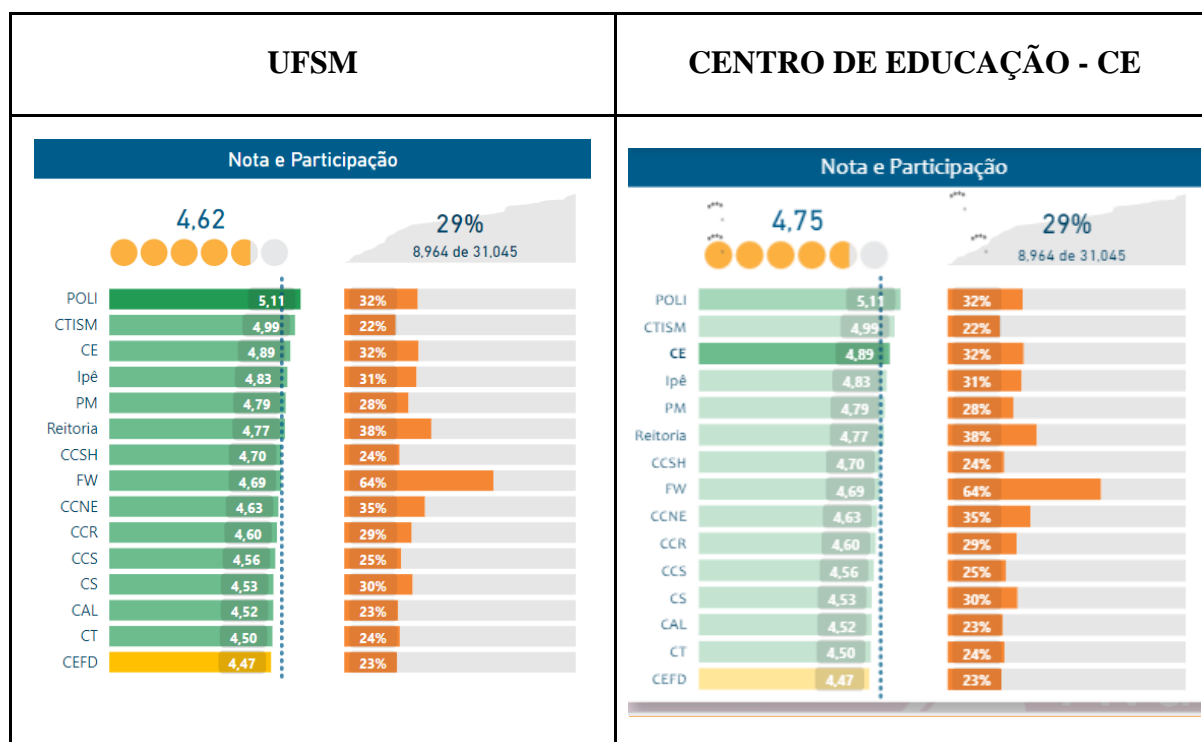 UFSM
CENTRO DE EDUCAÇÃO - CE
Nota e Participação
4,62
29%
8,964 de 31,045
POLI 5,11 32%
CTISM 4,99 22%
CE 4,89 32%
Ipê 4,83 31%
PM 4,79 28%
Reitoria 4,77 38%
CCSH 4,70 24%
FW 4,69 64%
CCNE 4,63 35%
CCR 4,60 29%
CCS 4,56 25%
CS 4,53 30%
CAL 4,52 23%
CT 4,50 24%
CEFD 4,47 23%
Nota e Participação
4,75
29%
8,964 de 31,045
POLI 5,11 32%
CTISM 4,99 22%
CE 4,89 32%
Ipê 4,83 31%
PM 4,79 28%
Reitoria 4,77 38%
CCSH 4,70 24%
FW 4,69 64%
CCNE 4,63 35%
CCR 4,60 29%
CCS 4,56 25%
CS 4,53 30%
CAL 4,52 23%
CT 4,50 24%
CEFD 4,47 23%